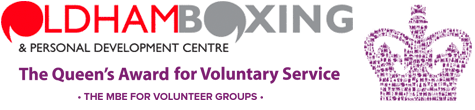 OLDHAMBOXING
& PERSONAL DEVELOPMENT CENTRE
The Queen's Award for Voluntary Service
• THE MBE FOR VOLUNTEER GROUPS •